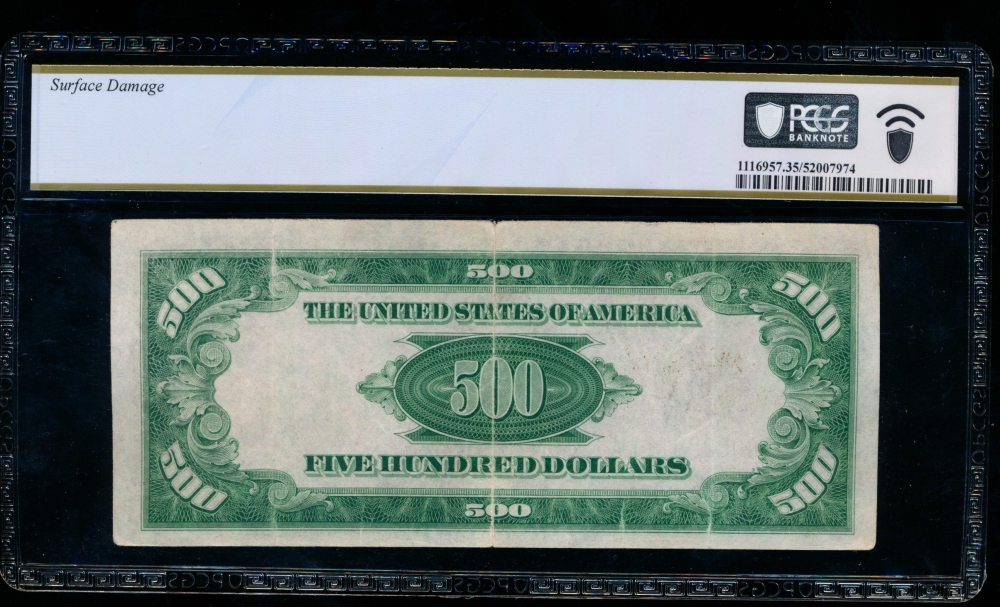 Surface Damage
PCGS
BANKNOTE
1116957.35/52007974
500
500 500
THE UNITED STATES OF AMERICA
500
FIVE HUNDRED DOLLARS
500 500
500